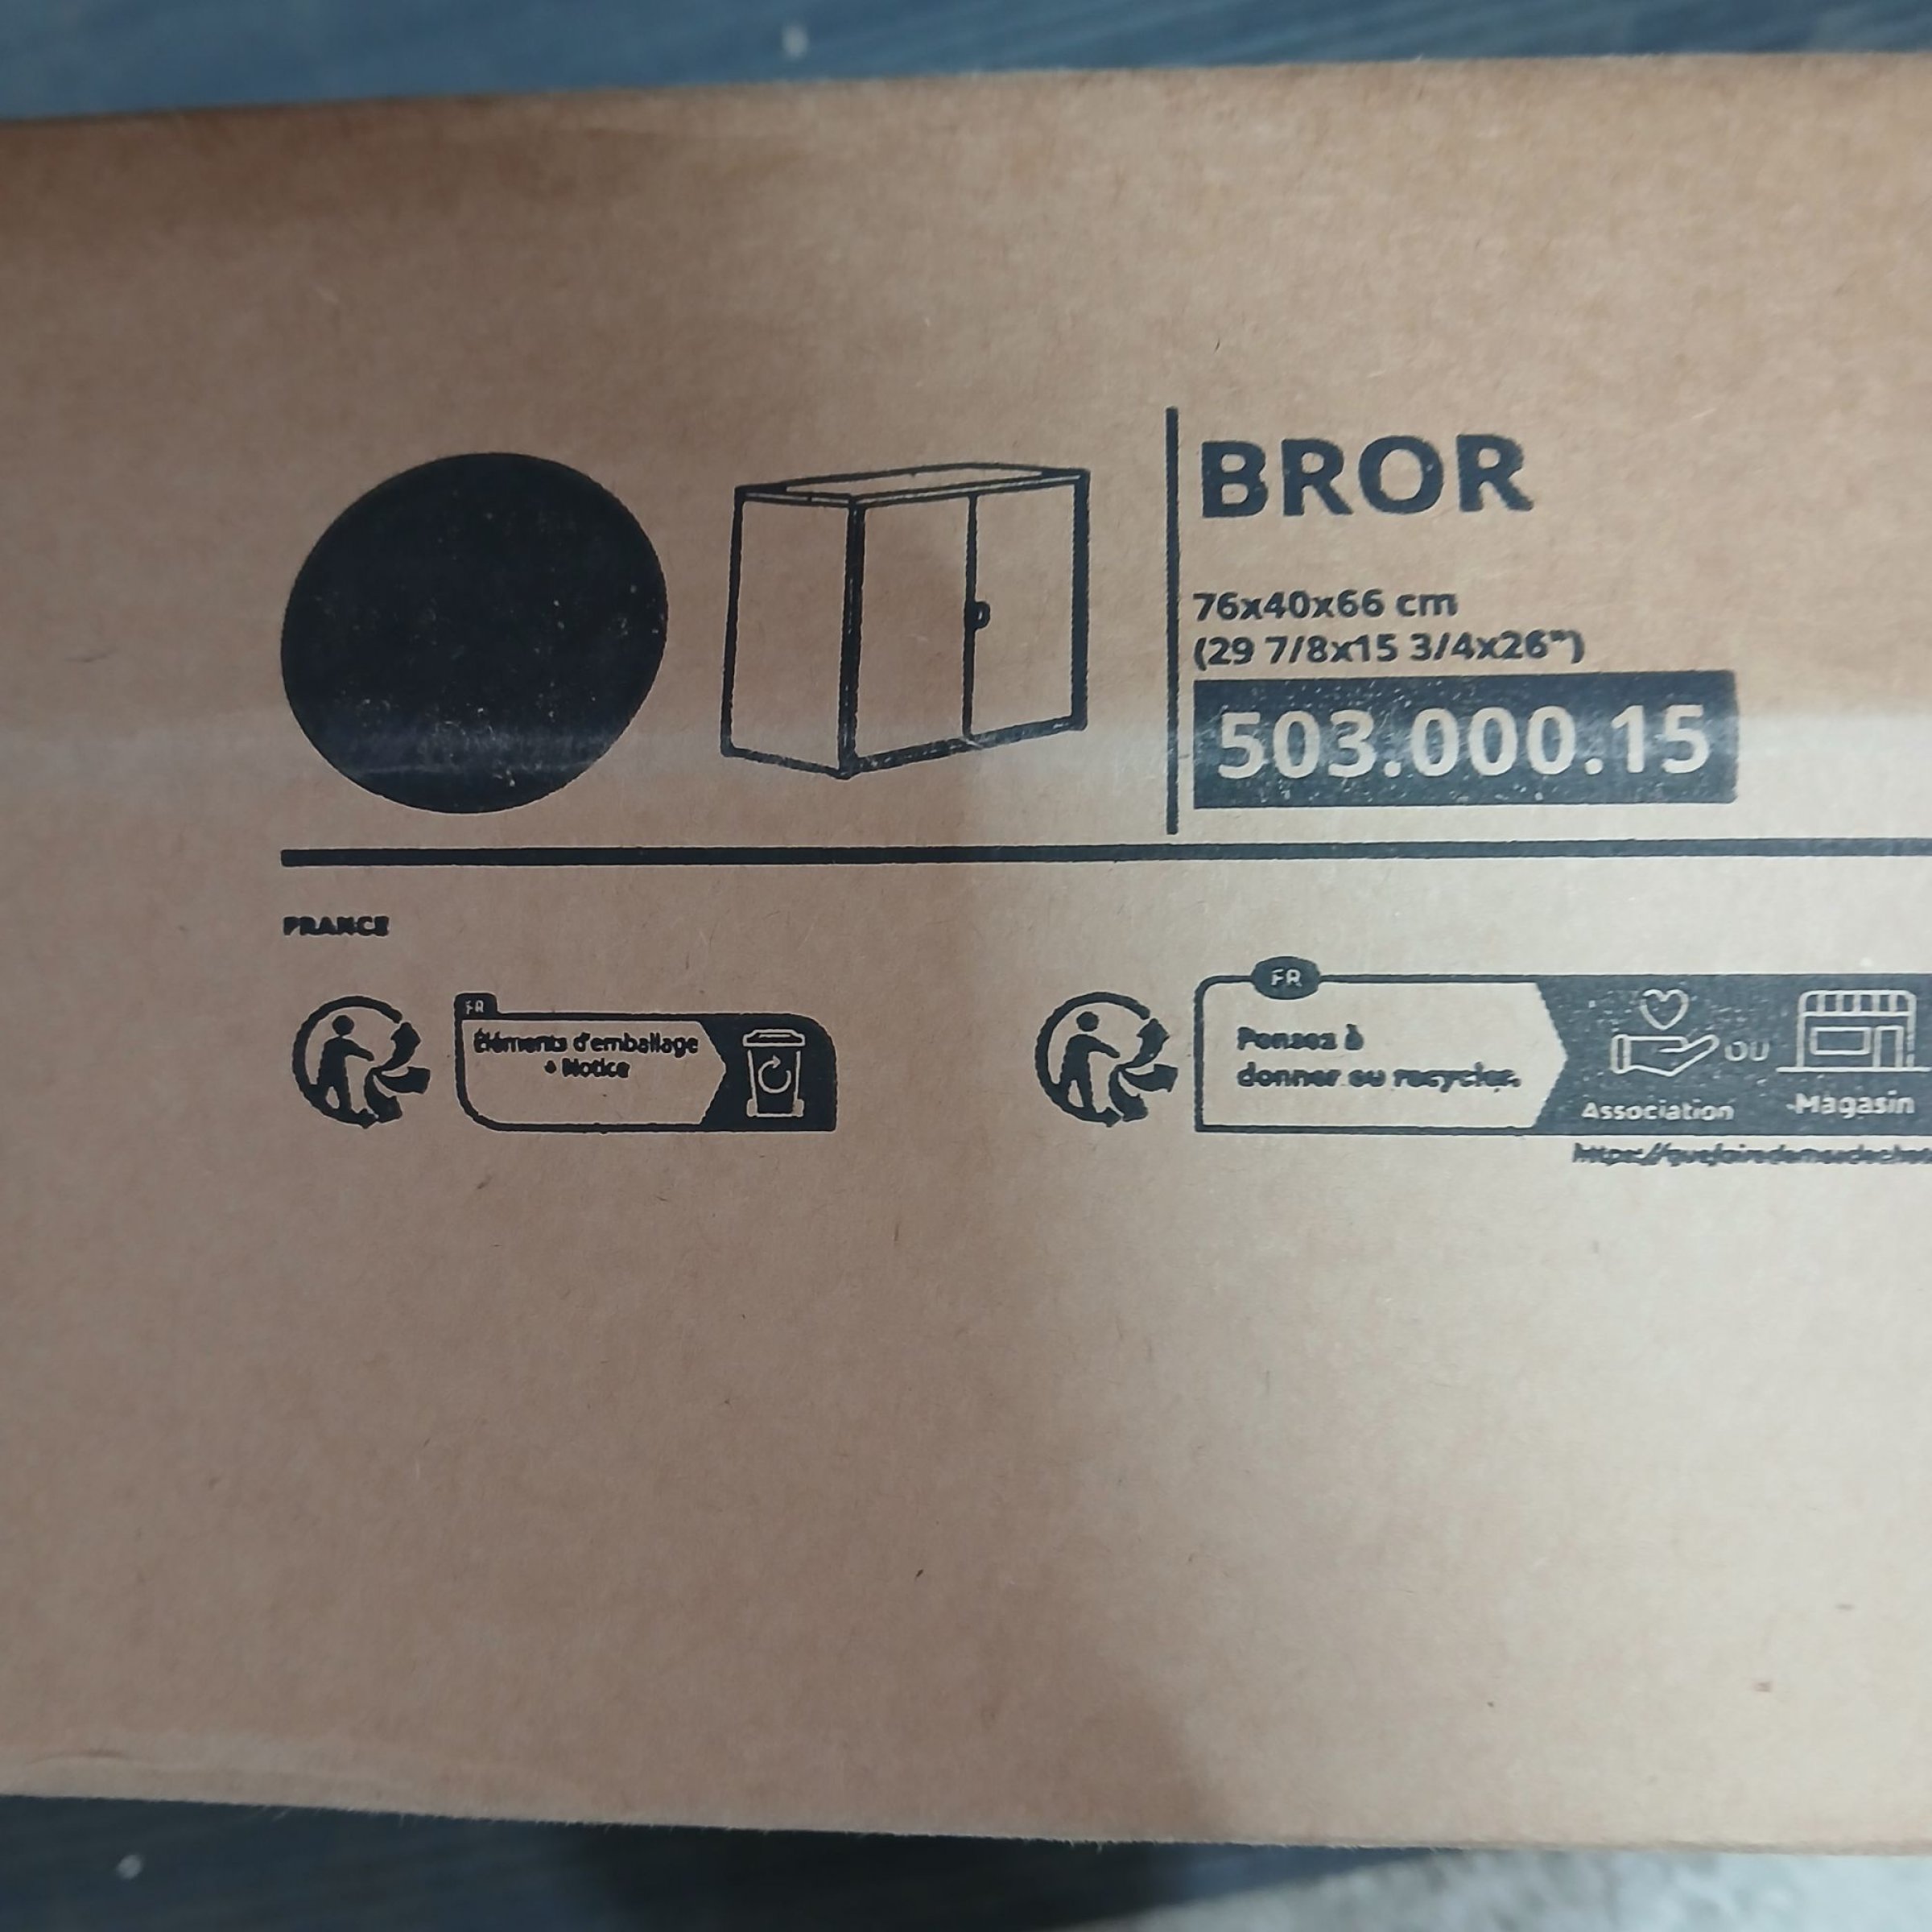 BROR
76x40x66 cm
(29 7/8x15 3/4x26")
503.000.15
FRANCE
FR
Éléments d'emballage
+ Notice
FR
Pensez à
donner ou recycler.
OU
Association
Magasin